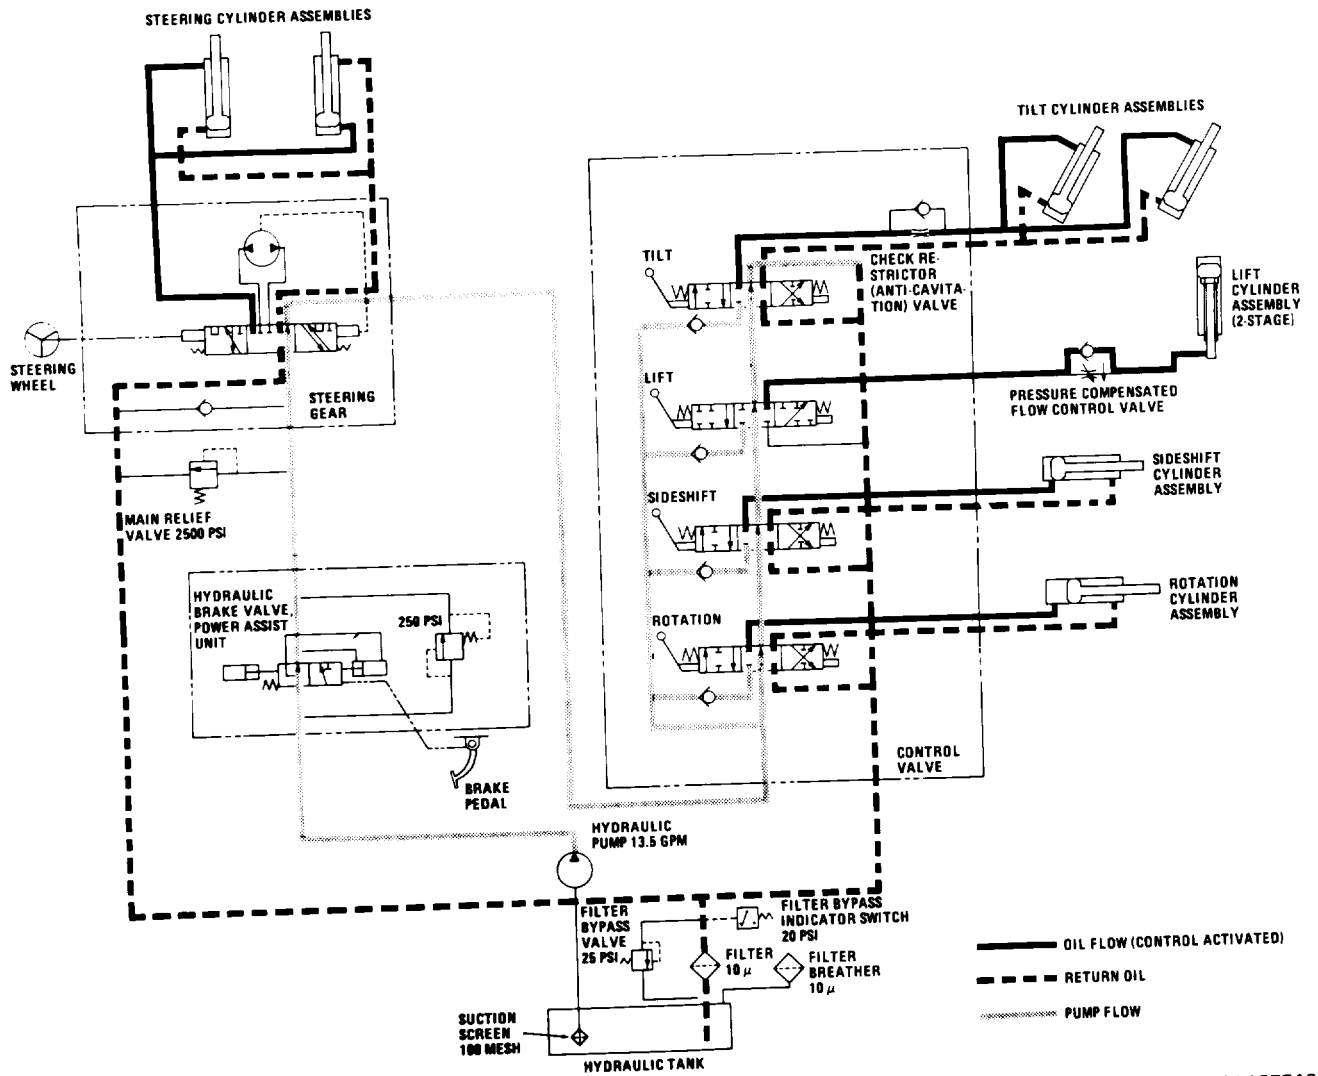 STEERING CYLINDER ASSEMBLIES
TILT CYLINDER ASSEMBLIES
TILT
CHECK RE-
STRICTOR
(ANTI-CAVITA-
TION) VALVE
LIFT
CYLINDER
ASSEMBLY
(2-STAGE)
STEERING
WHEEL
STEERING
GEAR
LIFT
PRESSURE COMPENSATED
FLOW CONTROL VALVE
MAIN RELIEF
VALVE 2500 PSI
SIDESHIFT
SIDESHIFT
CYLINDER
ASSEMBLY
HYDRAULIC
BRAKE VALVE,
POWER ASSIST
UNIT
250 PSI
ROTATION
ROTATION
CYLINDER
ASSEMBLY
BRAKE
PEDAL
CONTROL
VALVE
HYDRAULIC
PUMP 13.5 GPM
FILTER
BYPASS
VALVE
25 PSI
FILTER BYPASS
INDICATOR SWITCH
20 PSI
FILTER
10 μ
FILTER
BREATHER
10 μ
OIL FLOW (CONTROL ACTIVATED)
RETURN OIL
PUMP FLOW
SUCTION
SCREEN
100 MESH
HYDRAULIC TANK